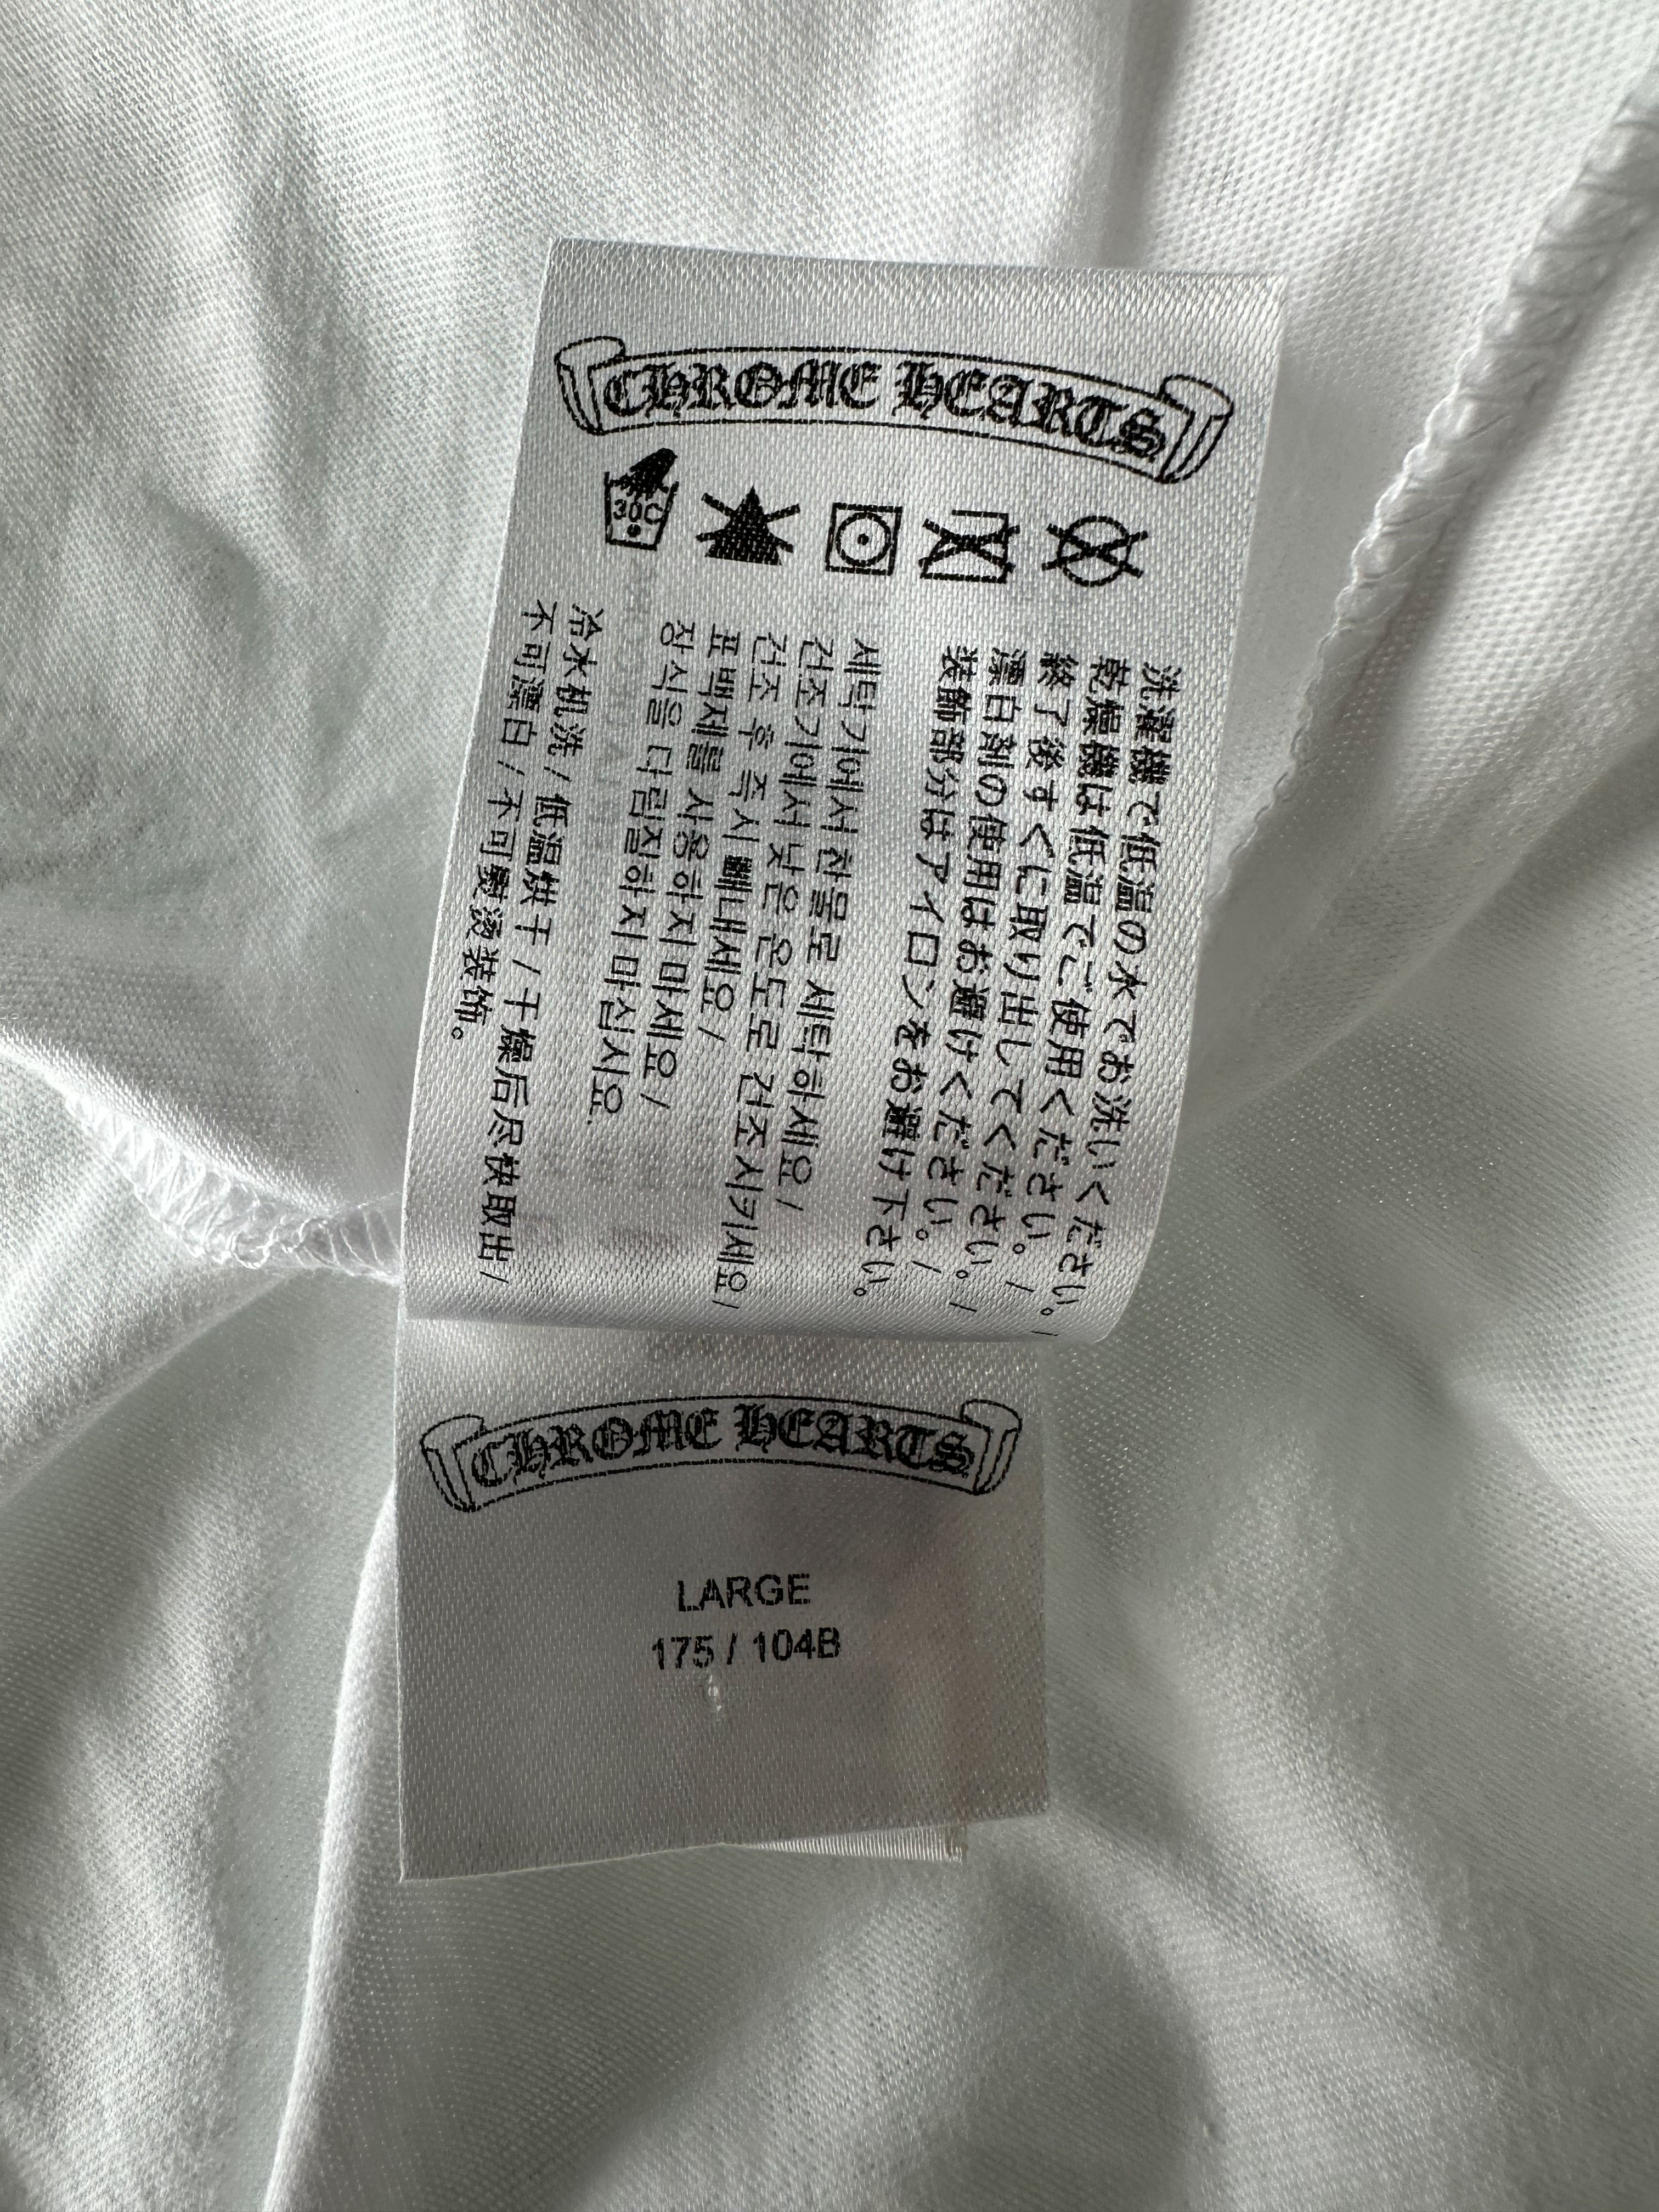 CHROME HEARTS
30C
洗濯機で低温の水でお洗いください。/
乾燥機は低温でご使用ください。/
終了後すぐに取り出してください。/
漂白剤の使用はお避けください。/
装飾部分はアイロンをお避け下さい。
세탁기에서 찬물로 세탁하세요 /
건조기에서 낮은 온도로 건조시키세요 /
건조 후 즉시 빼내세요 /
표백제를 사용하지 마세요 /
장식을 다림질하지 마십시요.
冷水机洗 / 低温烘干 / 干燥后尽快取出 /
不可漂白 / 不可熨烫装饰。
CHROME HEARTS
LARGE
175 / 104B